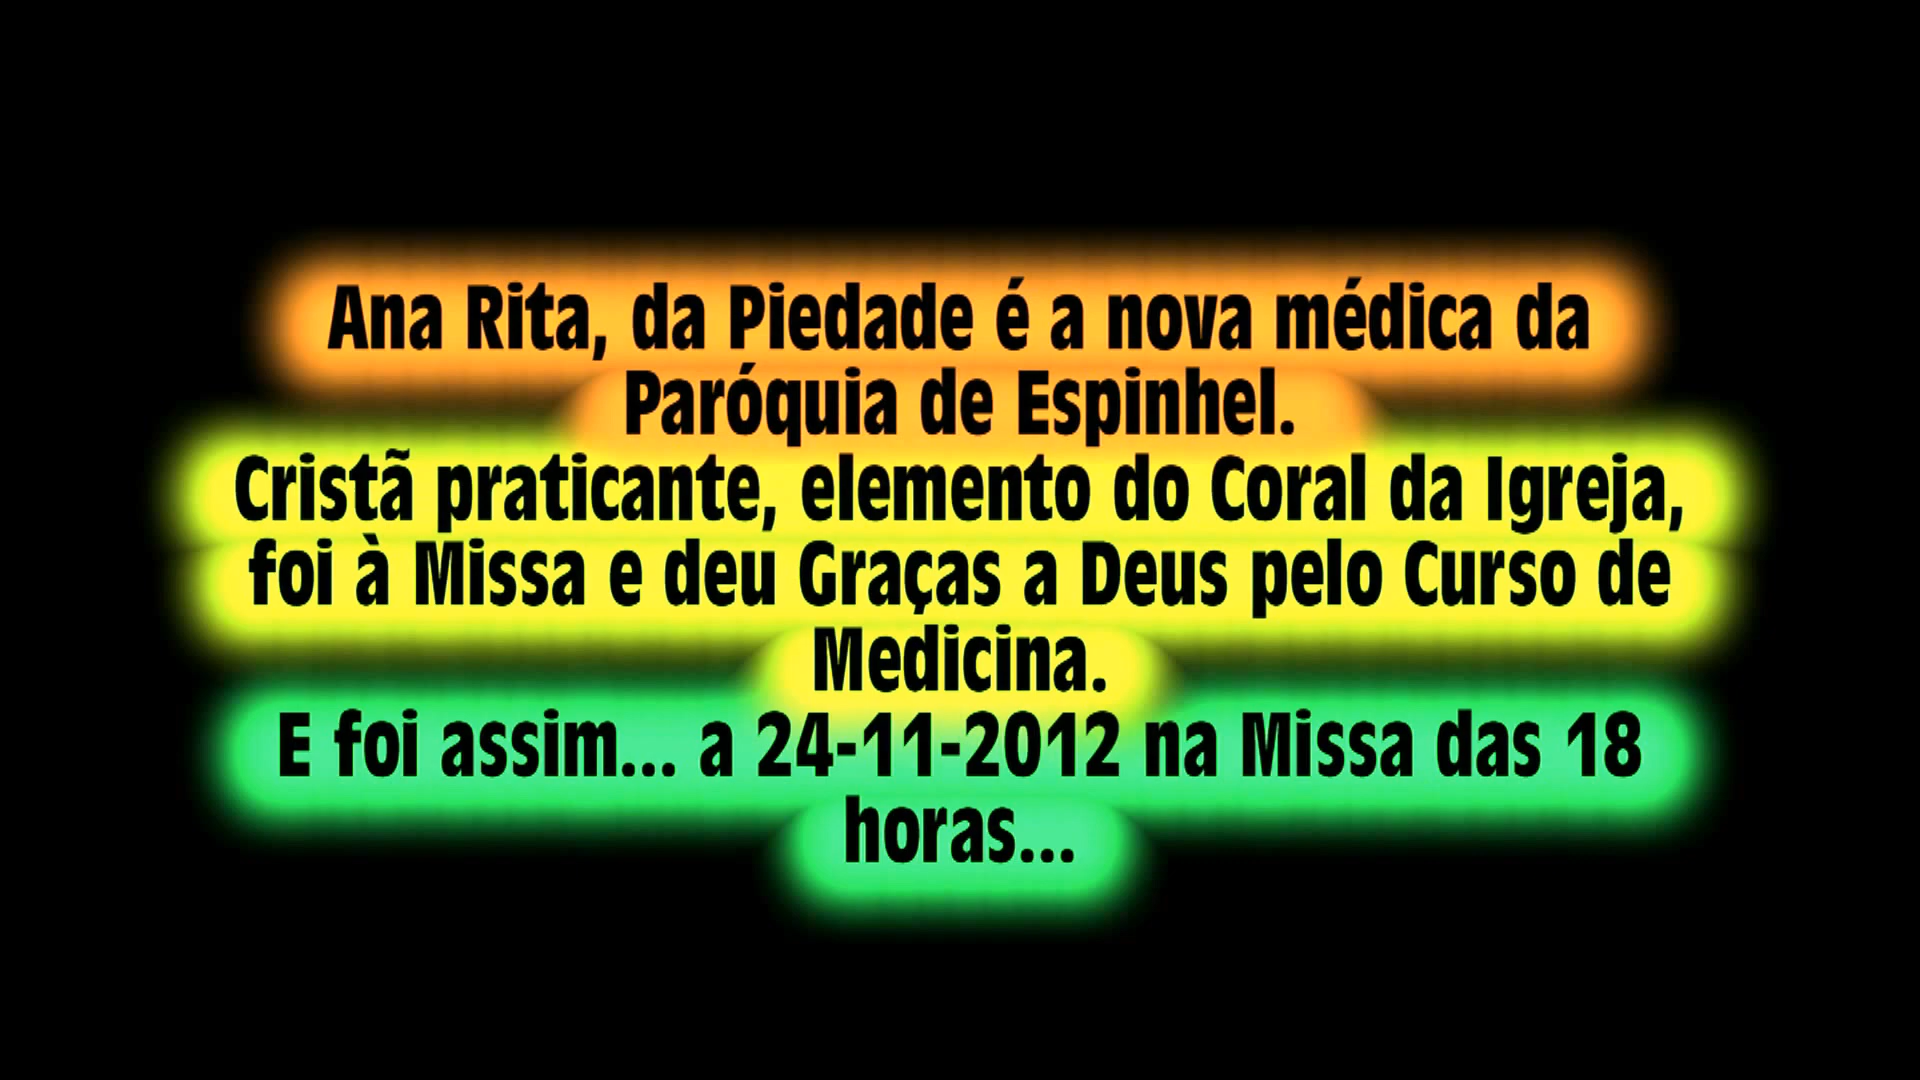 Ana Rita, da Piedade é a nova médica da
Paróquia de Espinhel.
Cristã praticante, elemento do Coral da Igreja,
foi à Missa e deu Graças a Deus pelo Curso de
Medicina.
E foi assim... a 24-11-2012 na Missa das 18
horas...